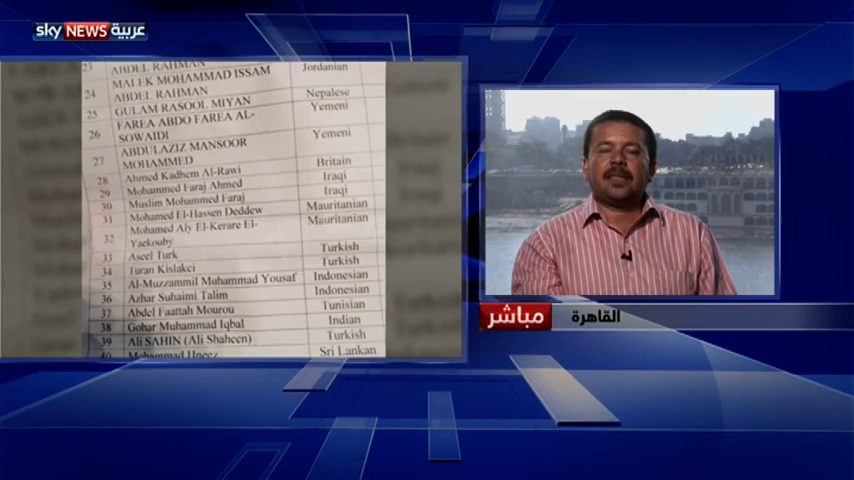 sky NEWS عربية
23 ABDEL RAHMAN Jordanian
MALEK MOHAMMAD ISSAM
24 ABDEL RAHMAN Nepalese
25 GULAM RASOOL MIYAN Yemeni
26 FAREA ABDO FAREA AL-
SOWAIDI Yemeni
27 ABDULAZIZ MANSOOR
MOHAMMED Britain
28 Ahmed Kadhem Al-Rawi Iraqi
29 Mohammed Faraj Ahmed Iraqi
30 Muslim Mohammed Faraj Mauritanian
31 Mohamed El-Hassen Deddew Mauritanian
32 Mohamed Aly El-Kerare El-
Yaekouby Turkish
33 Aseel Turk Turkish
34 Turan Kislakci Indonesian
35 Al-Muzzammil Muhammad Yousaf Indonesian
36 Azhar Suhaimi Talim Tunisian
37 Abdel Faattah Mourou Indian
38 Gohar Muhammad Iqbal Turkish
39 Ali SAHIN (Ali Shaheen) Sri Lankan
40 Mohammad
مباشر القاهرة